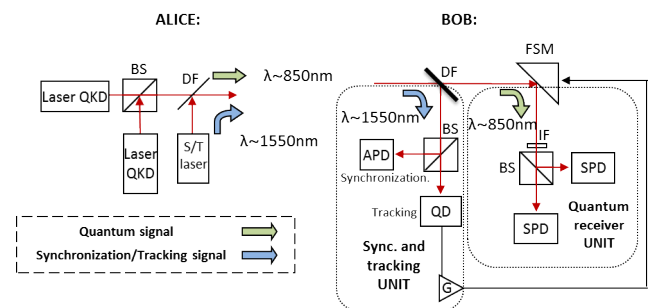 ALICE:
BOB:
BS
DF
Laser QKD
λ~850nm
λ~1550nm
Laser
QKD
S/T
laser
Quantum signal
Synchronization/Tracking signal
DF
FSM
λ~1550nm
BS
APD
Synchronization.
Tracking
QD
Sync. and
tracking
UNIT
G
λ~850nm
IF
BS
SPD
SPD
Quantum
receiver
UNIT